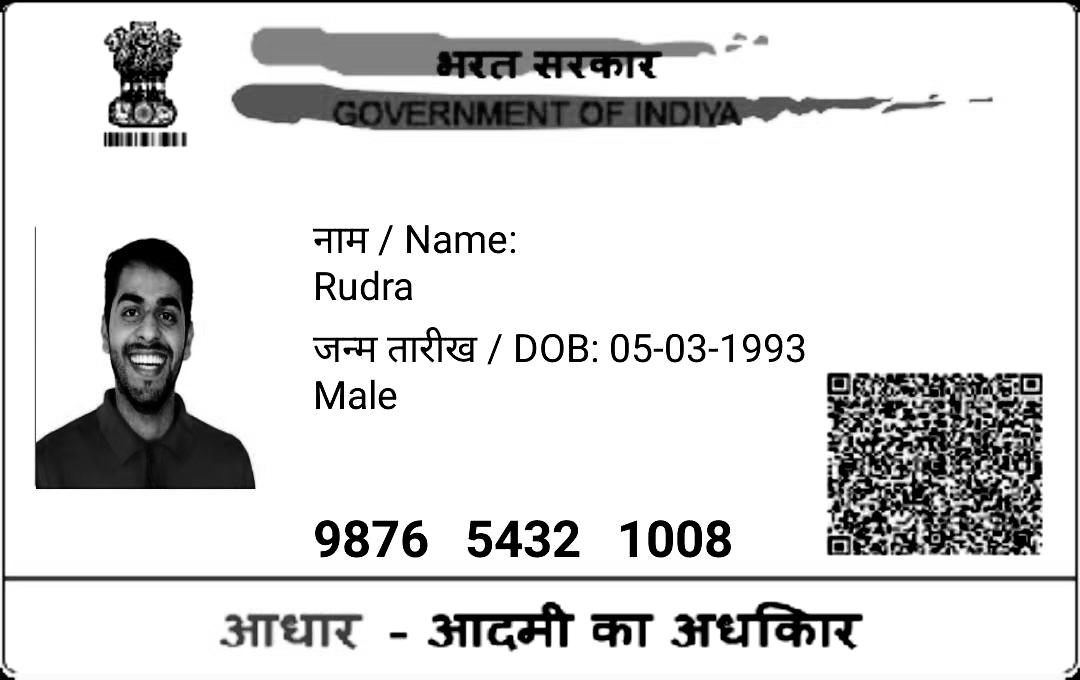 भरत सरकार
GOVERNMENT OF INDIYA
नाम / Name:
Rudra
जन्म तारीख / DOB: 05-03-1993
Male
9876 5432 1008
आधार - आदमी का अधकिार